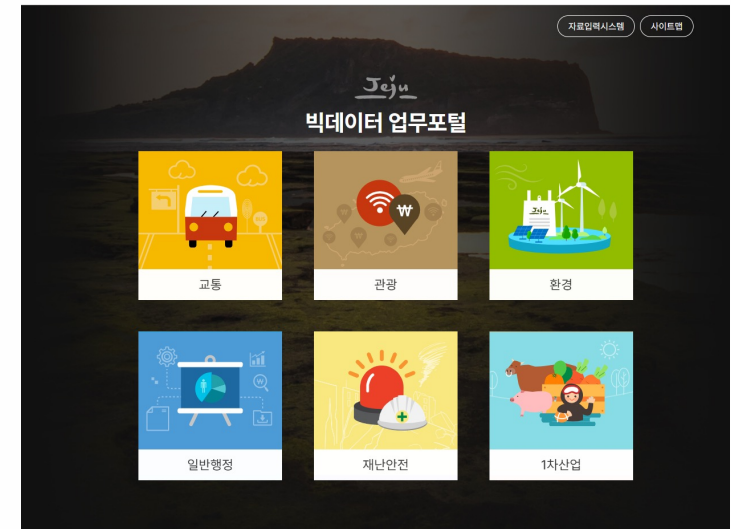 자료입력시스템
사이트맵
Jeju
빅데이터 업무포털
₩
Jeju
교통
관광
환경
₩
일반행정
재난안전
1차산업